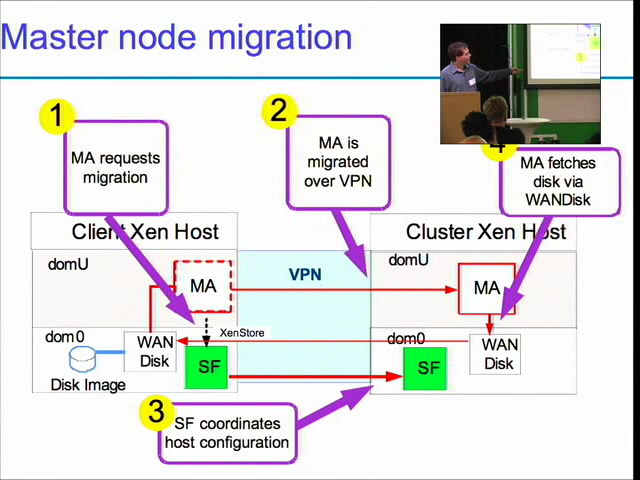 Master node migration
1
MA requests
migration
2
MA is
migrated
over VPN
4
MA fetches
disk via
WANDisk
Client Xen Host
Cluster Xen Host
domU
MA
VPN
domU
MA
dom0
WAN
Disk
XenStore
SF
Disk Image
dom0
SF
WAN
Disk
3
SF coordinates
host configuration